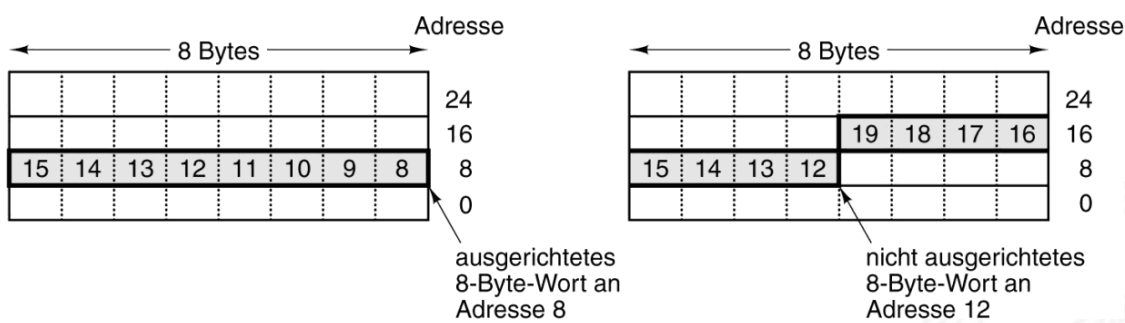 Adresse
8 Bytes
24
16
15 14 13 12 11 10 9 8 8
0
ausgerichtetes
8-Byte-Wort an
Adresse 8
Adresse
8 Bytes
24
19 18 17 16 16
15 14 13 12 8
0
nicht ausgerichtetes
8-Byte-Wort an
Adresse 12